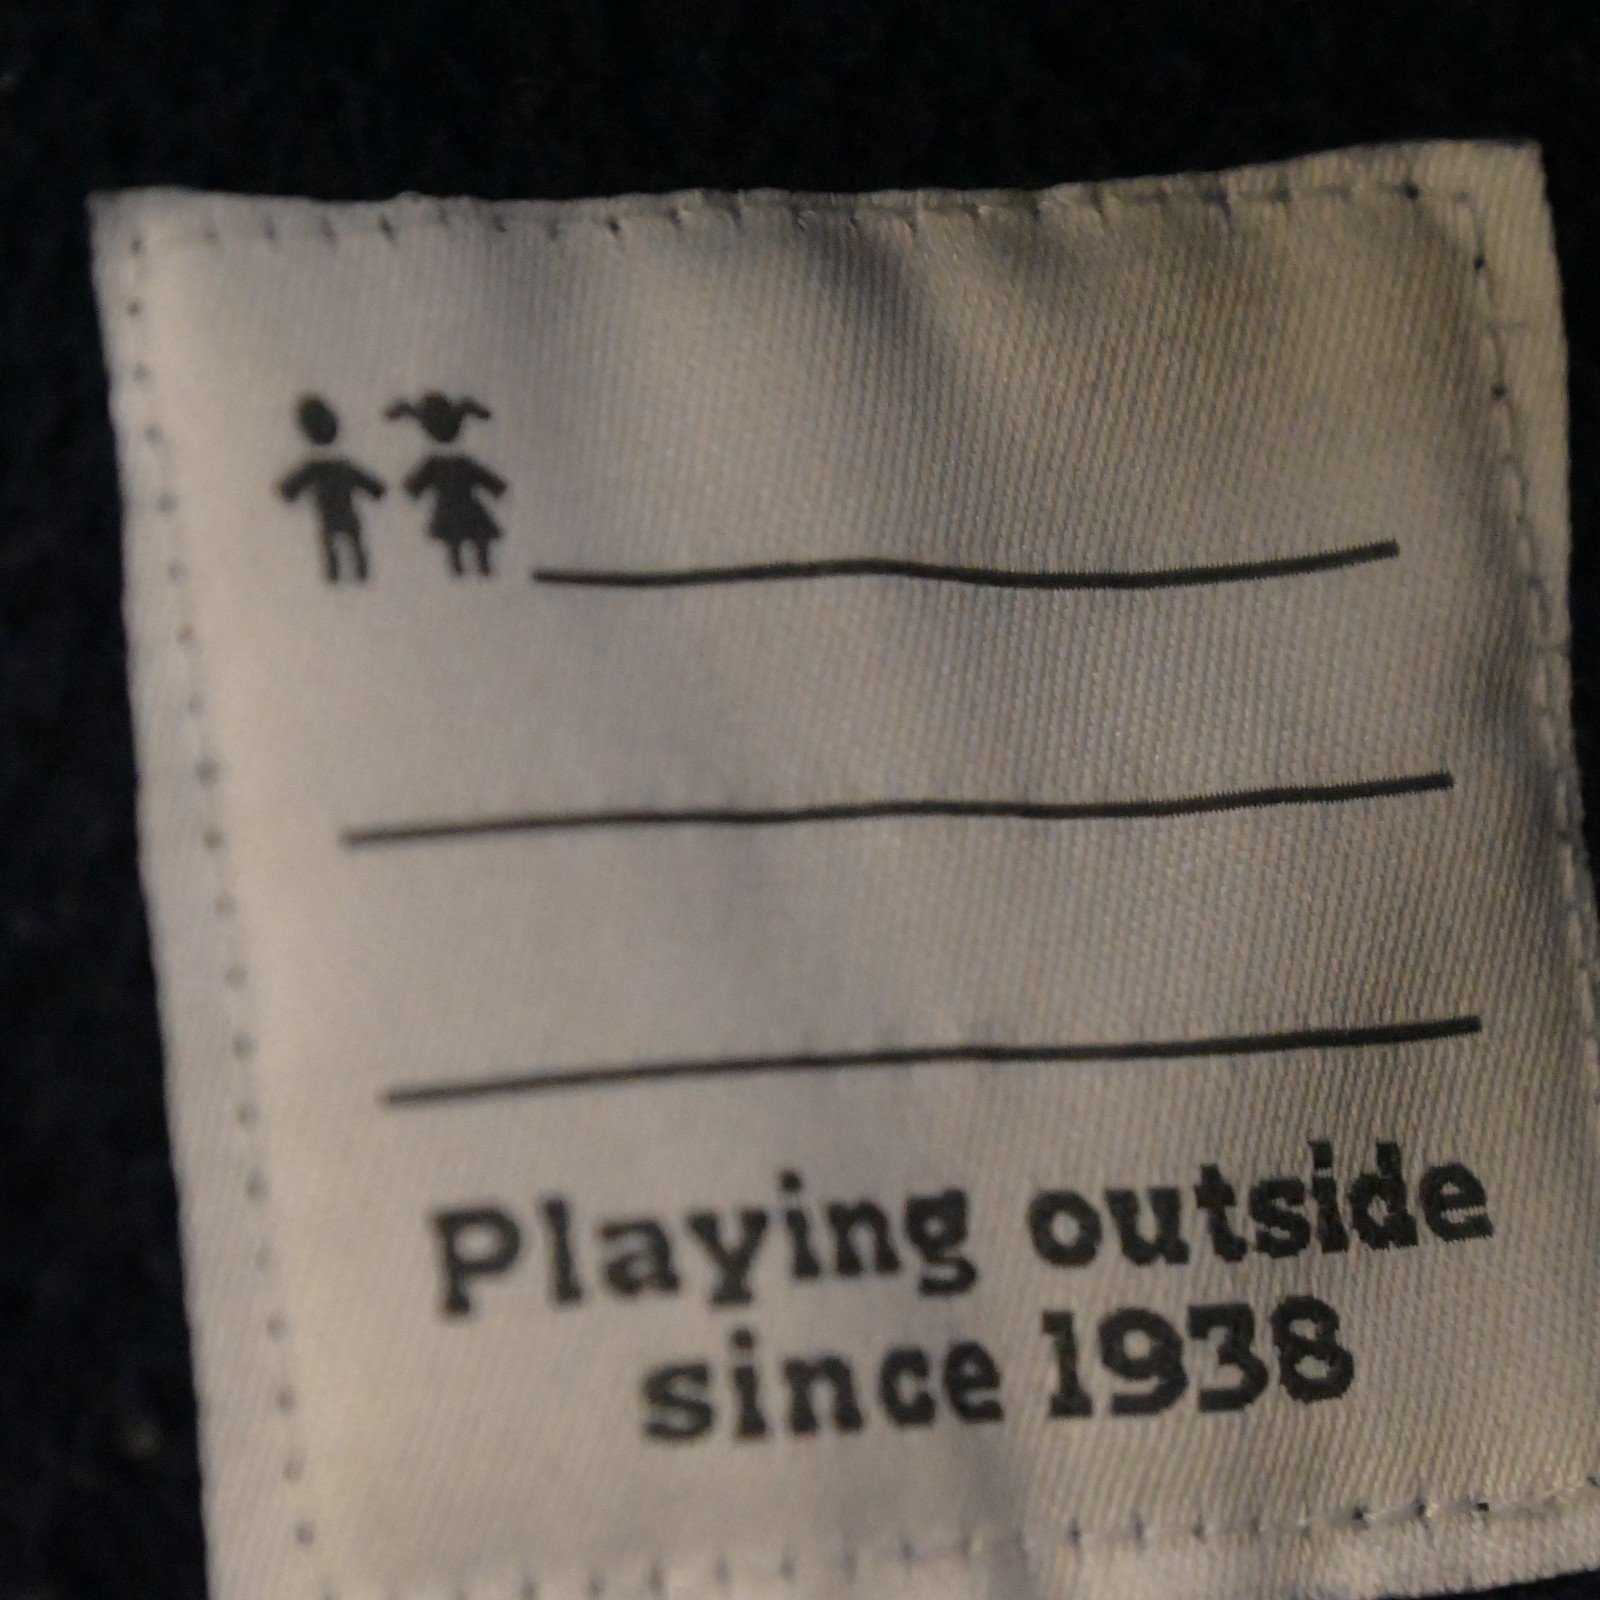 Playing outside
since 1938